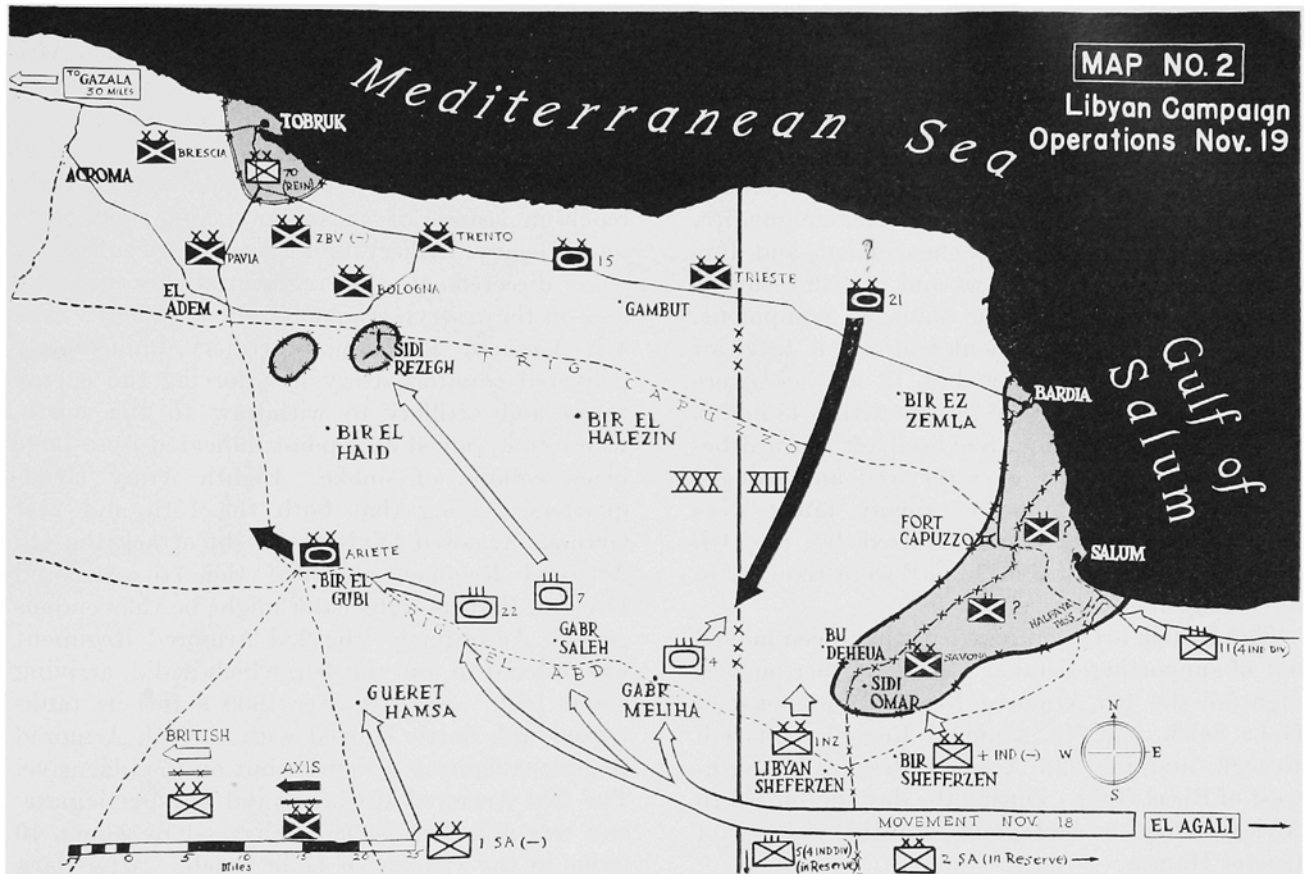 MAP NO. 2
Libyan Campaign
Operations Nov. 19
TO GAZALA
30 MILES
Mediterranean Sea
Gulf of Salum
TOBRUK
BRESCIA
ACROMA
70
(REIN)
ZBV (-)
TRENTO
15
TRIESTE
?
21
PAVIA
BOLOGNA
EL ADEM
GAMBUT
SIDI REZEGH
TRIG CAPUZZO
BARDIA
BIR EZ ZEMLA
BIR EL HAID
BIR EL HALEZIN
XXX XIII
FORT CAPUZZO
?
SALUM
HALFAYA PASS
ARIETE
BIR EL GUBI
22
7
?
11 (4 IND DIV)
GABR SALEH
4
BU DEHEUA
SAVONA
SIDI OMAR
EL ABD
GABR MELIHA
GUERET HAMSA
1 NZ
LIBYAN SHEFERZEN
BIR SHEFERZEN
4 IND (-)
N
W E
S
BRITISH
AXIS
MOVEMENT NOV. 18
EL AGALI
1 SA (-)
5 (4 IND DIV)
(in Reserve)
2 SA (in Reserve)
5 10 15 20 25
Miles